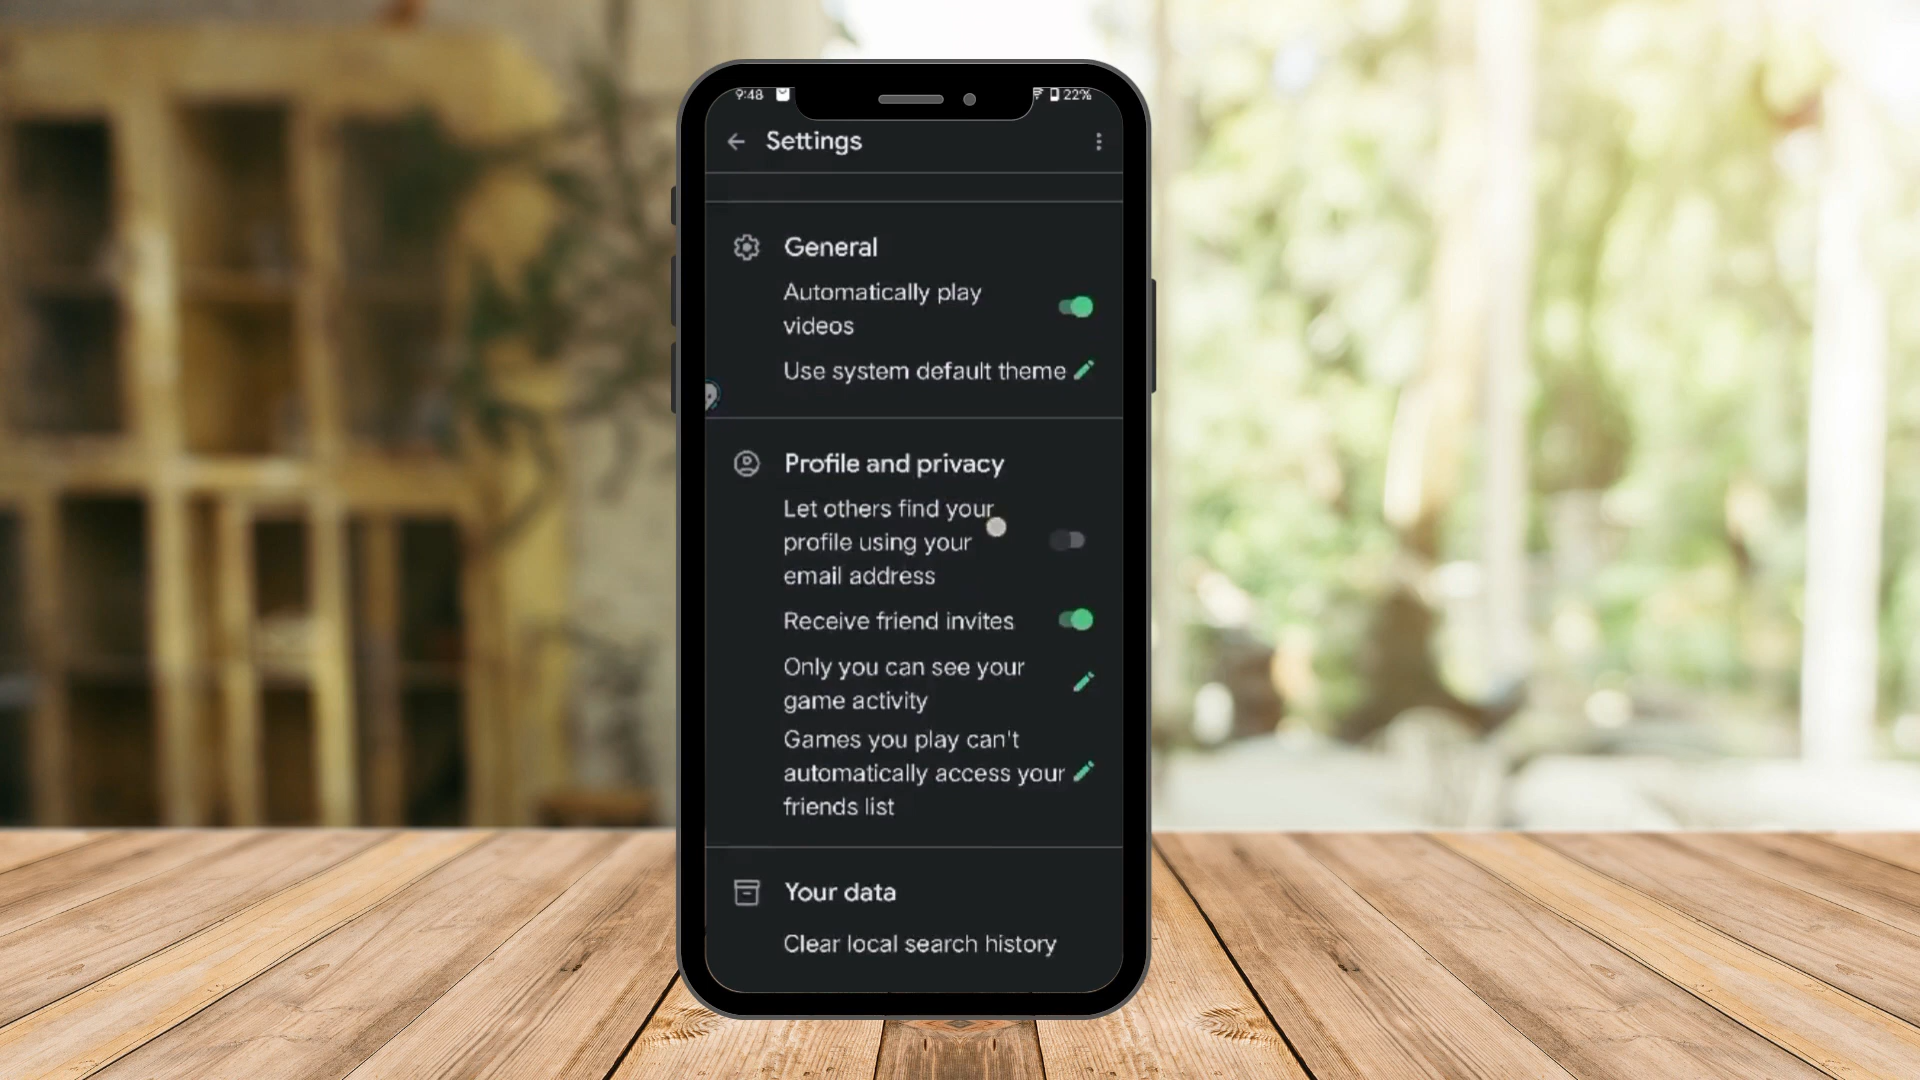 9:48 22%
Settings
General
Automatically play
videos
Use system default theme
Profile and privacy
Let others find your
profile using your
email address
Receive friend invites
Only you can see your
game activity
Games you play can't
automatically access your
friends list
Your data
Clear local search history